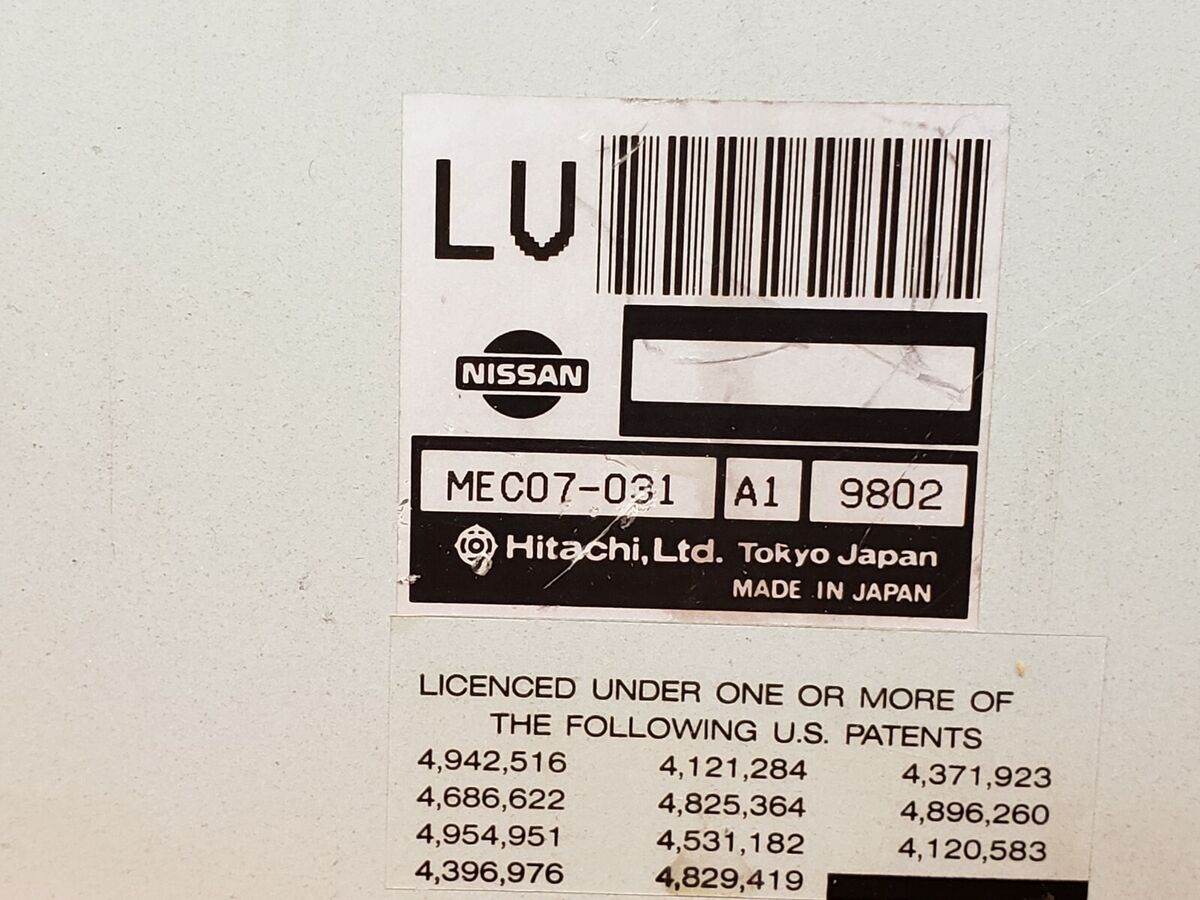 LV
NISSAN
MEC07-031 A1 9802
Hitachi, Ltd. Tokyo Japan
MADE IN JAPAN
LICENCED UNDER ONE OR MORE OF
THE FOLLOWING U.S. PATENTS
4,942,516 4,121,284 4,371,923
4,686,622 4,825,364 4,896,260
4,954,951 4,531,182 4,120,583
4,396,976 4,829,419